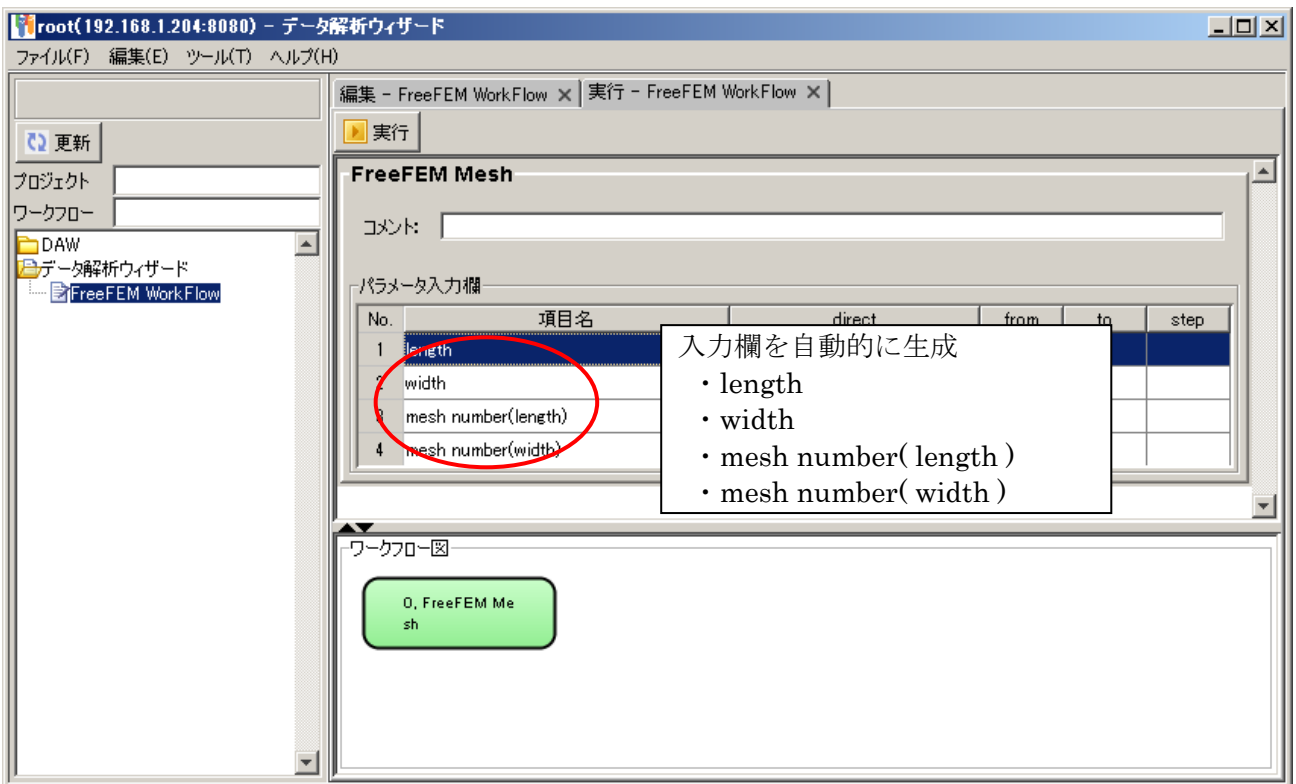 root(192.168.1.204:8080) - データ解析ウィザード
ファイル(F) 編集(E) ツール(T) ヘルプ(H)
更新
プロジェクト
ワークフロー
DAW
データ解析ウィザード
FreeFEM WorkFlow
編集 - FreeFEM WorkFlow
実行 - FreeFEM WorkFlow
実行
FreeFEM Mesh
コメント:
パラメータ入力欄
No. 項目名 direct from to step
1 length
2 width
3 mesh number(length)
4 mesh number(width)
入力欄を自動的に生成
・length
・width
・mesh number( length )
・mesh number( width )
ワークフロー図
0, FreeFEM Me
sh